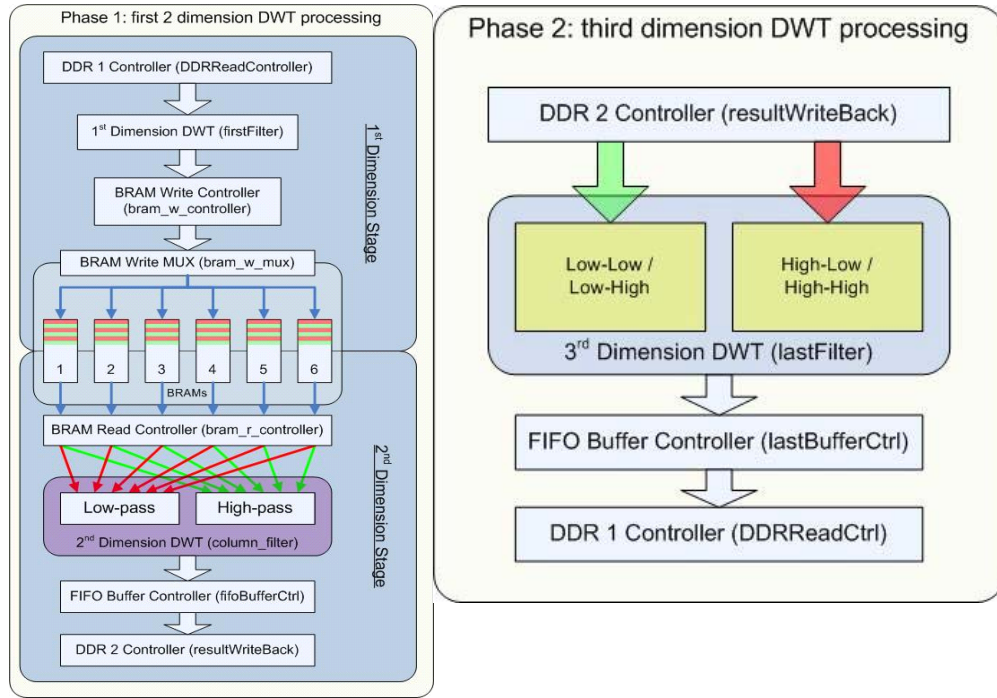 Phase 1: first 2 dimension DWT processing
DDR 1 Controller (DDRReadController)
1st Dimension DWT (firstFilter)
BRAM Write Controller
(bram_w_controller)
BRAM Write MUX (bram_w_mux)
1st Dimension Stage
1 2 3 4 5 6
BRAMs
BRAM Read Controller (bram_r_controller)
Low-pass High-pass
2nd Dimension DWT (column_filter)
FIFO Buffer Controller (fifoBufferCtrl)
DDR 2 Controller (resultWriteBack)
2nd Dimension Stage
Phase 2: third dimension DWT processing
DDR 2 Controller (resultWriteBack)
Low-Low /
Low-High
High-Low /
High-High
3rd Dimension DWT (lastFilter)
FIFO Buffer Controller (lastBufferCtrl)
DDR 1 Controller (DDRReadCtrl)